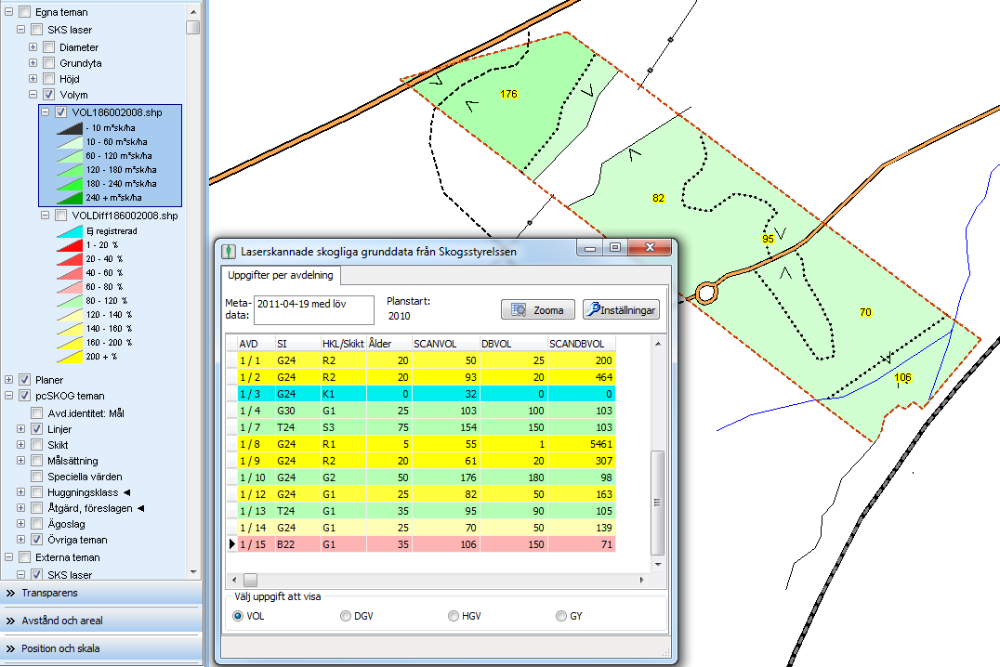 Egna teman
SKS laser
Diameter
Grundyta
Höjd
Volym
VOL186002008.shp
- 10 m³sk/ha
10 - 60 m³sk/ha
60 - 120 m³sk/ha
120 - 180 m³sk/ha
180 - 240 m³sk/ha
240 + m³sk/ha
VOLDiff186002008.shp
Ej registrerad
1 - 20 %
20 - 40 %
40 - 60 %
60 - 80 %
80 - 120 %
120 - 140 %
140 - 160 %
160 - 200 %
200 + %
Planer
pcSKOG teman
Avd.identitet: Mål
Linjer
Skikt
Målsättning
Speciella värden
Huggningsklass ◄
Åtgärd, föreslagen ◄
Ägoslag
Övriga teman
Externa teman
SKS laser
» Transparens
» Avstånd och areal
» Position och skala
176
82
95
70
106
Laserskannade skogliga grunddata från Skogsstyrelssen
Uppgifter per avdelning
Meta-
data:
2011-04-19 med löv
Planstart:
2010
Zooma
Inställningar
AVD SI HKL/Skikt Ålder SCANVOL DBVOL SCANDBVOL
1 / 1 G24 R2 20 50 25 200
1 / 2 G24 R2 20 93 20 464
1 / 3 G24 K1 0 32 0 0
1 / 4 G30 G1 25 103 100 103
1 / 7 T24 S3 75 154 150 103
1 / 8 G24 R1 5 55 1 5461
1 / 9 G24 R2 20 61 20 307
1 / 10 G24 G2 50 176 180 98
1 / 12 G24 G1 25 82 50 163
1 / 13 T24 G1 35 95 90 105
1 / 14 G24 G1 25 70 50 139
1 / 15 B22 G1 35 106 150 71
Välj uppgift att visa
VOL DGV HGV GY